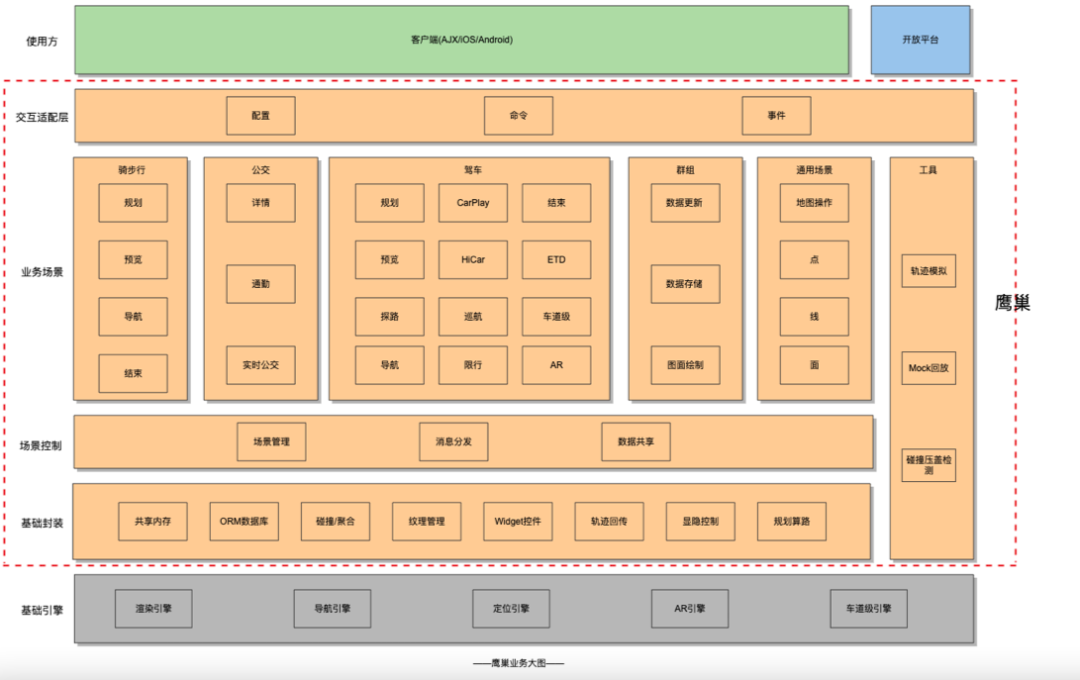 使用方
客户端(AJX/iOS/Android)
开放平台
交互适配层
配置
命令
事件
业务场景
骑步行
规划
预览
导航
结束
公交
详情
通勤
实时公交
驾车
规划
CarPlay
结束
预览
HiCar
ETD
探路
巡航
车道级
导航
限行
AR
群组
数据更新
数据存储
图面绘制
通用场景
地图操作
点
线
面
工具
轨迹模拟
Mock回放
碰撞压盖检
测
鹰巢
场景控制
场景管理
消息分发
数据共享
基础封装
共享内存
ORM数据库
碰撞/聚合
纹理管理
Widget控件
轨迹回传
显隐控制
规划算路
基础引擎
渲染引擎
导航引擎
定位引擎
AR引擎
车道级引擎
——鹰巢业务大图——